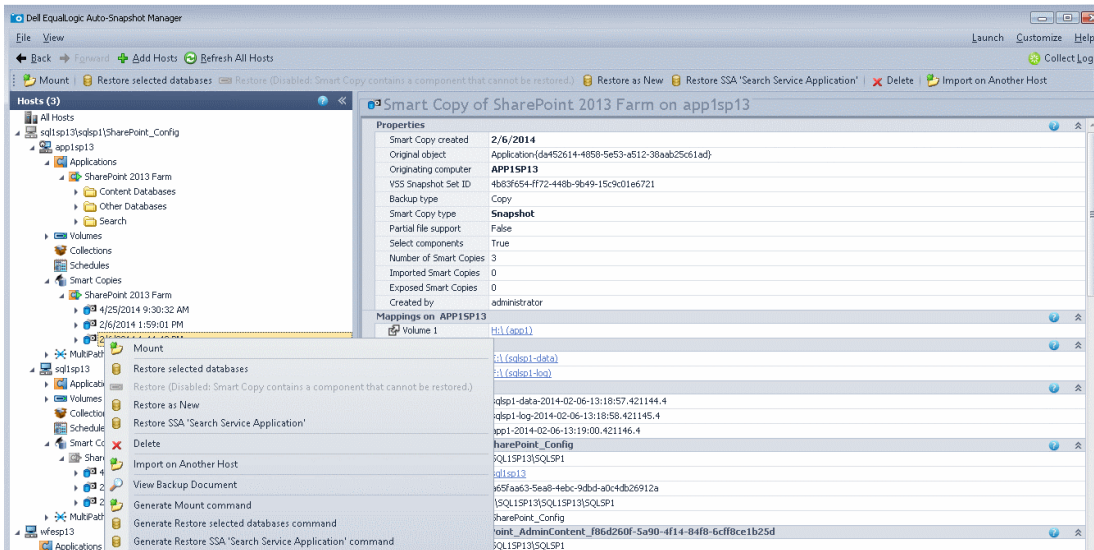 Dell EqualLogic Auto-Snapshot Manager
File View
Launch Customize Help
Back Forward Add Hosts Refresh All Hosts
Collect Log
Mount Restore selected databases Restore (Disabled: Smart Copy contains a component that cannot be restored.) Restore as New Restore SSA 'Search Service Application' Delete Import on Another Host
Hosts (3)
All Hosts
sql1sp13\sqlsp1\SharePoint_Config
app1sp13
Applications
SharePoint 2013 Farm
Content Databases
Other Databases
Search
Volumes
Collections
Schedules
Smart Copies
SharePoint 2013 Farm
4/25/2014 9:30:32 AM
2/6/2014 1:59:01 PM
MultiPath
sql1sp13
Applicati
Volumes
Collection
Schedule
Smart Co
Shar
4
2
2
MultiPath
wfesp13
Applications
Mount
Restore selected databases
Restore (Disabled: Smart Copy contains a component that cannot be restored.)
Restore as New
Restore SSA 'Search Service Application'
Delete
Import on Another Host
View Backup Document
Generate Mount command
Generate Restore selected databases command
Generate Restore SSA 'Search Service Application' command
Smart Copy of SharePoint 2013 Farm on app1sp13
Properties
Smart Copy created 2/6/2014
Original object Application{da452614-4858-5e53-a512-38aab25c61ad}
Originating computer APP1SP13
VSS Snapshot Set ID 4b83f654-ff72-448b-9b49-15c9c01e6721
Backup type Copy
Smart Copy type Snapshot
Partial file support False
Select components True
Number of Smart Copies 3
Imported Smart Copies 0
Exposed Smart Copies 0
Created by administrator
Mappings on APP1SP13
Volume 1 H:\ (app1)
E:\ (sqlsp1-data)
F:\ (sqlsp1-log)
sqlsp1-data-2014-02-06-13:18:57.421144.4
sqlsp1-log-2014-02-06-13:18:58.421145.4
app1-2014-02-06-13:19:00.421146.4
harePoint_Config
SQL1SP13\SQLSP1
sql1sp13
a65faa63-5ea8-4ebc-9dbd-a0c4db26912a
\SQL1SP13\SQL1SP13\SQLSP1
SharePoint_Config
Point_AdminContent_f86d260f-5a90-4f14-84f8-6cff8ce1b25d
SQL1SP13\SQLSP1